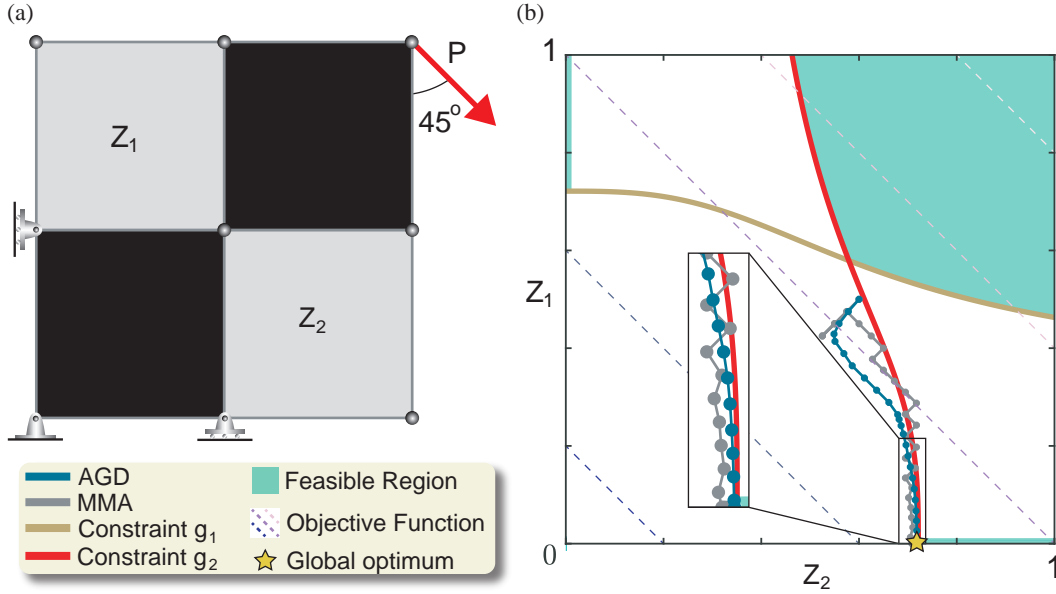 (a)
P
45°
Z₁
Z₂
AGD
MMA
Constraint g₁
Constraint g₂
Feasible Region
Objective Function
Global optimum
(b)
1
Z₁
0
Z₂
1